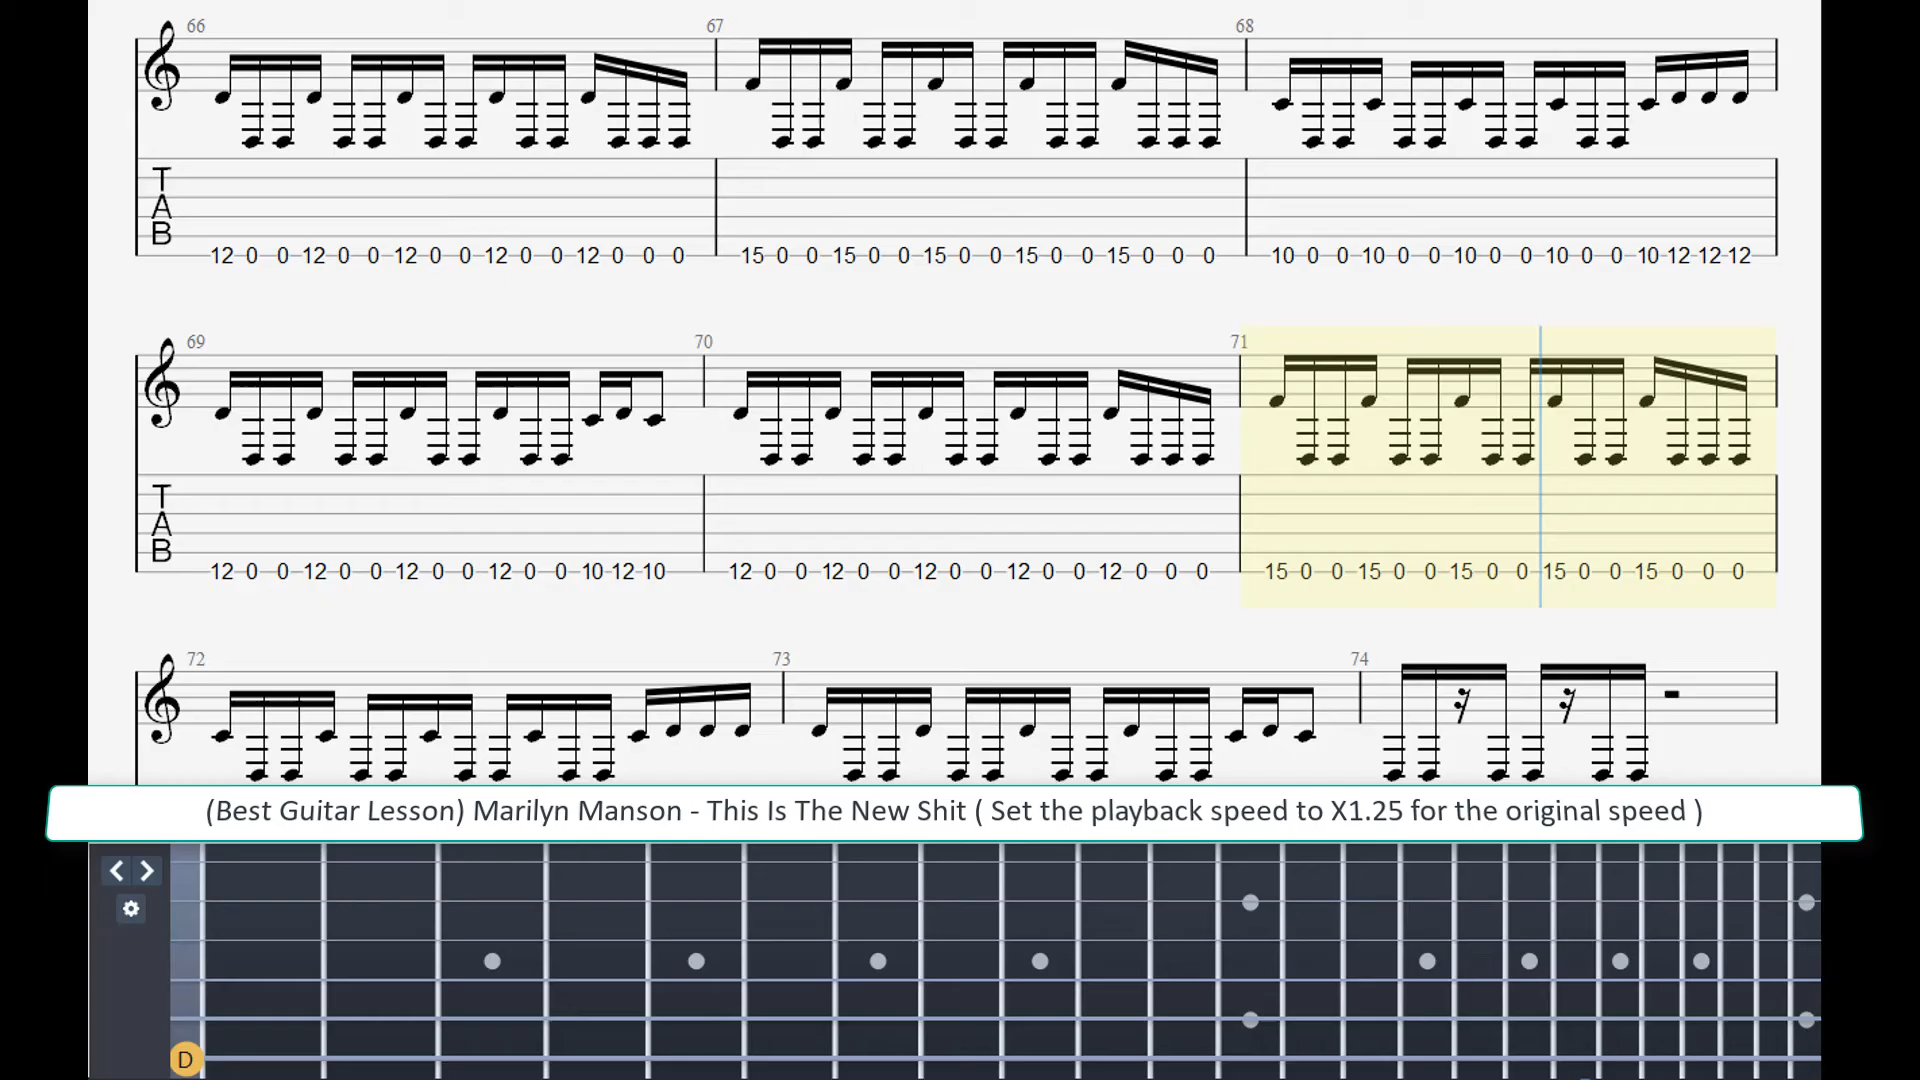 66 67 68
T
A
B
12 0 0 12 0 0 12 0 0 12 0 0 12 0 0 0 15 0 0 15 0 0 15 0 0 15 0 0 15 0 0 0 10 0 0 10 0 0 10 0 0 10 0 0 10 12 12 12
69 70 71
T
A
B
12 0 0 12 0 0 12 0 0 12 0 0 10 12 10 12 0 0 12 0 0 12 0 0 12 0 0 12 0 0 0 15 0 0 15 0 0 15 0 0 15 0 0 15 0 0 0
72 73 74
(Best Guitar Lesson) Marilyn Manson - This Is The New Shit ( Set the playback speed to X1.25 for the original speed )
D